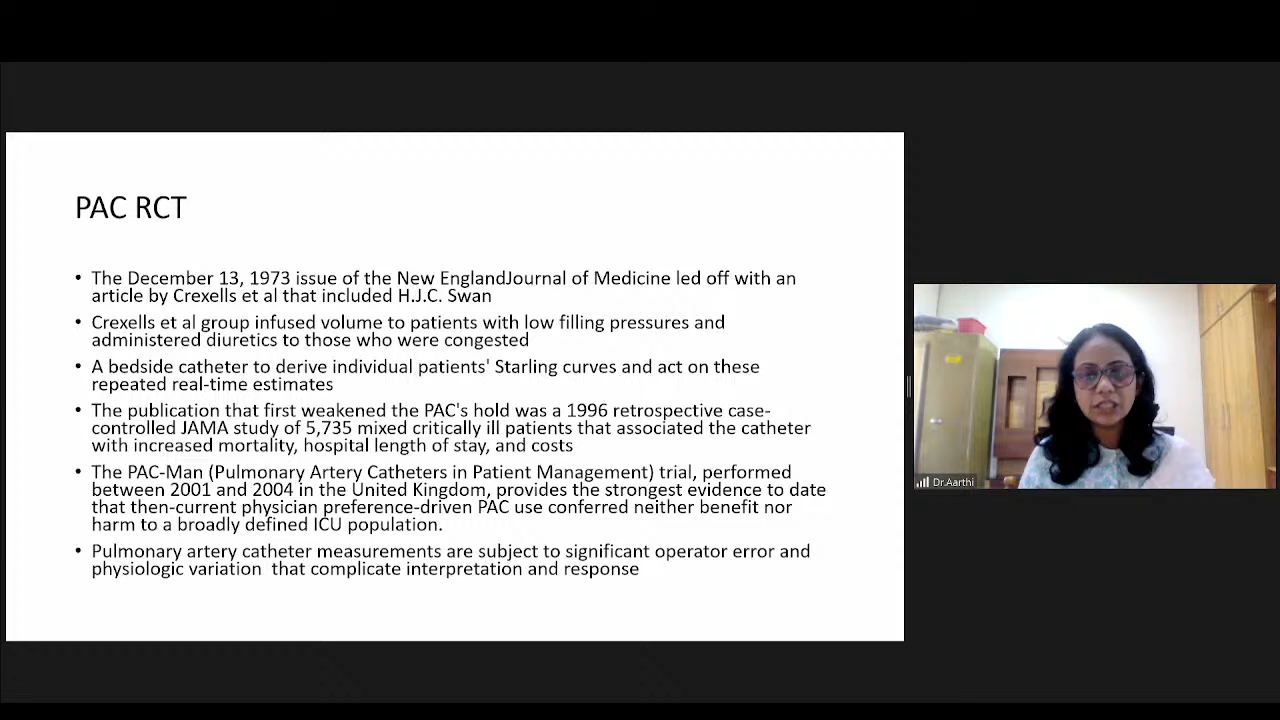 PAC RCT
• The December 13, 1973 issue of the New EnglandJournal of Medicine led off with an
article by Crexells et al that included H.J.C. Swan
• Crexells et al group infused volume to patients with low filling pressures and
administered diuretics to those who were congested
• A bedside catheter to derive individual patients' Starling curves and act on these
repeated real-time estimates
• The publication that first weakened the PAC's hold was a 1996 retrospective case-
controlled JAMA study of 5,735 mixed critically ill patients that associated the catheter
with increased mortality, hospital length of stay, and costs
• The PAC-Man (Pulmonary Artery Catheters in Patient Management) trial, performed
between 2001 and 2004 in the United Kingdom, provides the strongest evidence to date
that then-current physician preference-driven PAC use conferred neither benefit nor
harm to a broadly defined ICU population.
• Pulmonary artery catheter measurements are subject to significant operator error and
physiologic variation  that complicate interpretation and response
Dr.Aarthi